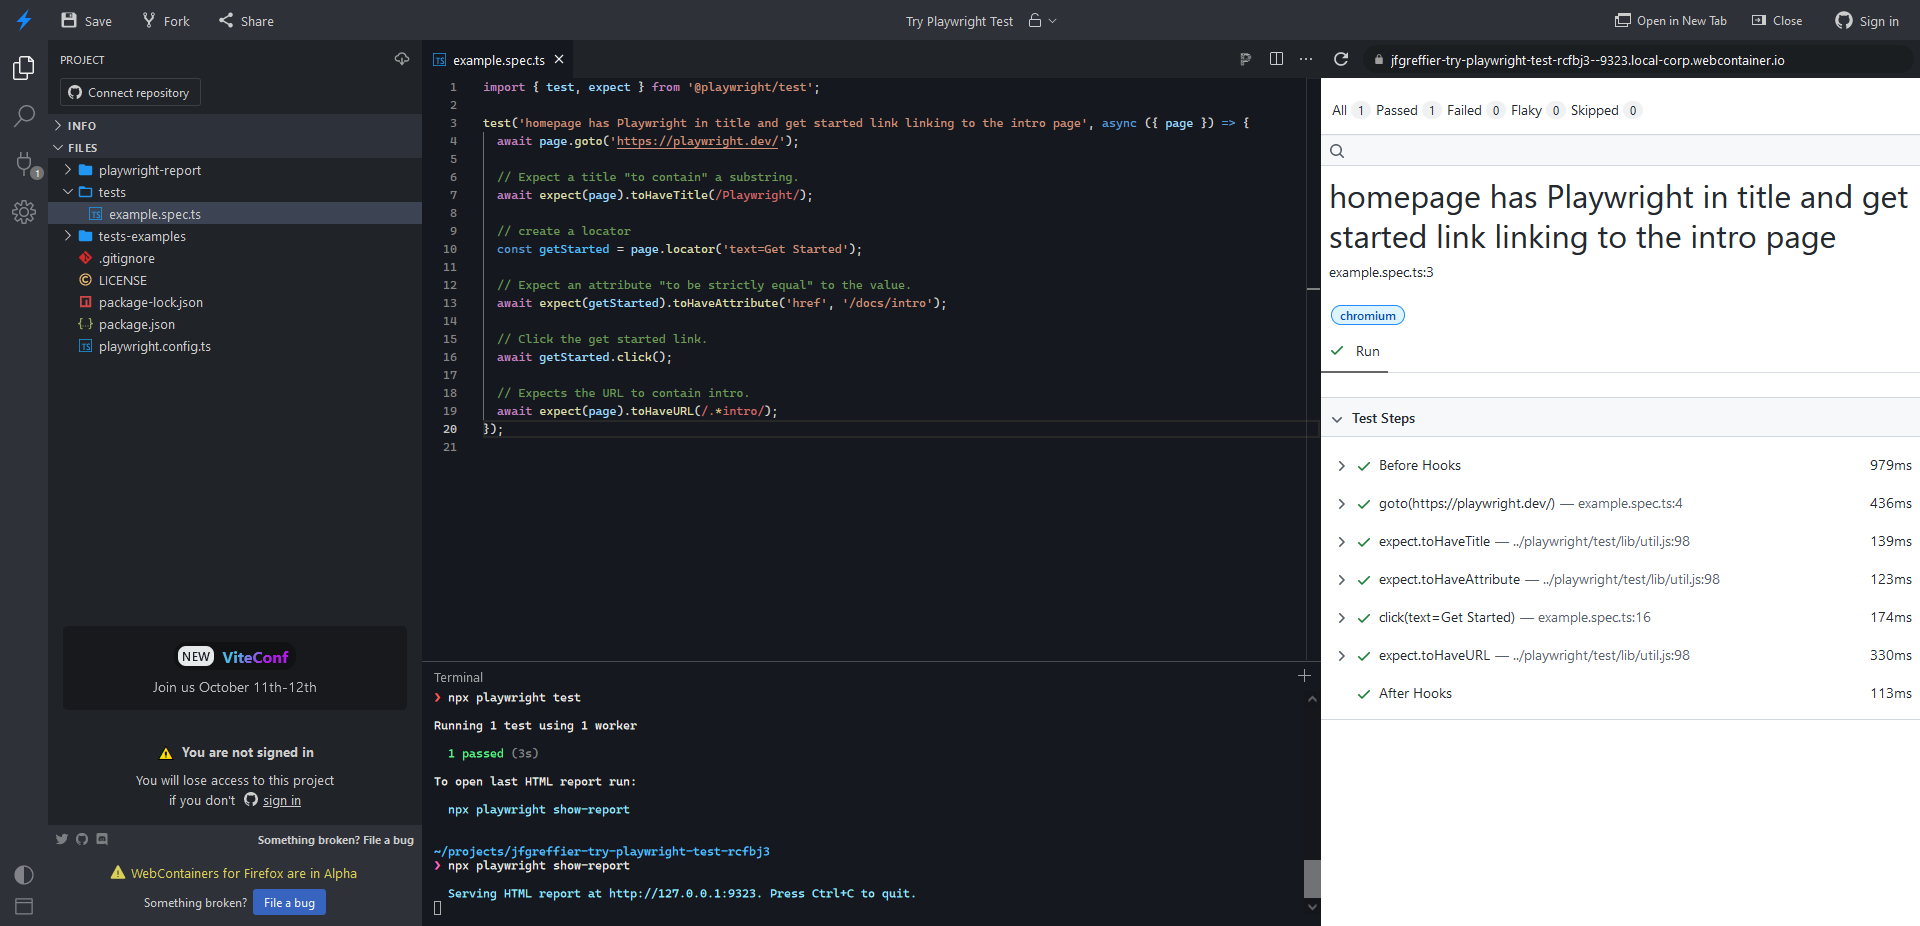 Save Fork Share
Try Playwright Test
Open in New Tab Close Sign in
PROJECT
Connect repository
INFO
FILES
playwright-report
tests
example.spec.ts
tests-examples
.gitignore
LICENSE
package-lock.json
package.json
playwright.config.ts
1
NEW ViteConf
Join us October 11th-12th
You are not signed in
You will lose access to this project
if you don't sign in
Something broken? File a bug
WebContainers for Firefox are in Alpha
Something broken? File a bug
example.spec.ts
1 import { test, expect } from '@playwright/test';
2
3 test('homepage has Playwright in title and get started link linking to the intro page', async ({ page }) => {
4 await page.goto('https://playwright.dev/');
5
6 // Expect a title "to contain" a substring.
7 await expect(page).toHaveTitle(/Playwright/);
8
9 // create a locator
10 const getStarted = page.locator('text=Get Started');
11
12 // Expect an attribute "to be strictly equal" to the value.
13 await expect(getStarted).toHaveAttribute('href', '/docs/intro');
14
15 // Click the get started link.
16 await getStarted.click();
17
18 // Expects the URL to contain intro.
19 await expect(page).toHaveURL(/.*intro/);
20 });
21
Terminal
❯ npx playwright test
Running 1 test using 1 worker
1 passed (3s)
To open last HTML report run:
npx playwright show-report
~/projects/jfgreffier-try-playwright-test-rcfbj3
❯ npx playwright show-report
Serving HTML report at http://127.0.0.1:9323. Press Ctrl+C to quit.
jfgreffier-try-playwright-test-rcfbj3--9323.local-corp.webcontainer.io
All 1 Passed 1 Failed 0 Flaky 0 Skipped 0
homepage has Playwright in title and get
started link linking to the intro page
example.spec.ts:3
chromium
Run
Test Steps
Before Hooks 979ms
goto(https://playwright.dev/) — example.spec.ts:4 436ms
expect.toHaveTitle — ../playwright/test/lib/util.js:98 139ms
expect.toHaveAttribute — ../playwright/test/lib/util.js:98 123ms
click(text=Get Started) — example.spec.ts:16 174ms
expect.toHaveURL — ../playwright/test/lib/util.js:98 330ms
After Hooks 113ms